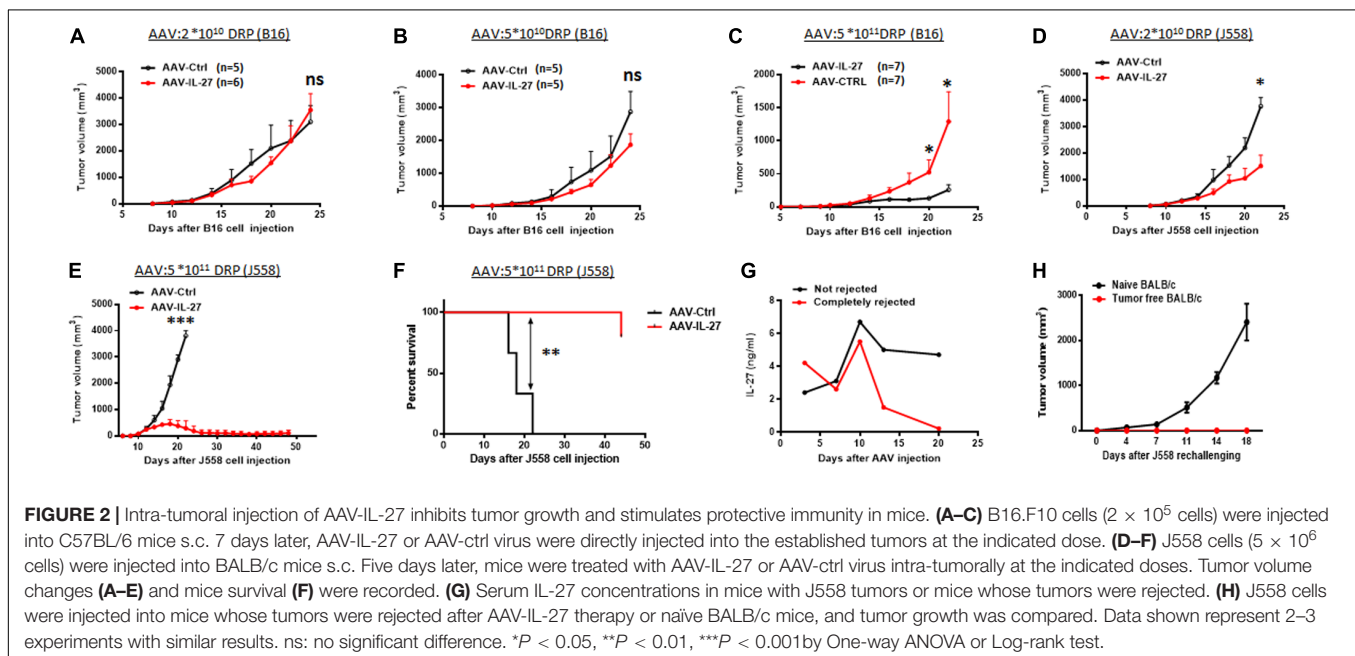 A
AAV:2*10¹⁰ DRP (B16)
AAV-Ctrl (n=5)
AAV-IL-27 (n=6)
ns
Tumor volume (mm³)
5000
4000
3000
2000
1000
0
5 10 15 20 25
Days after B16 cell injection
B
AAV:5*10¹⁰DRP (B16)
AAV-Ctrl (n=5)
AAV-IL-27 (n=5)
ns
Tumor volume (mm³)
4000
3000
2000
1000
0
5 10 15 20 25
Days after B16 cell injection
C
AAV:5*10¹¹DRP (B16)
AAV-IL-27 (n=7)
AAV-CTRL (n=7)
*
*
Tumor volume (mm³)
2000
1500
1000
500
0
5 10 15 20 25
Days after B16 cell injection
D
AAV:2*10¹⁰ DRP (J558)
AAV-Ctrl
AAV-IL-27
*
Tumor volume (mm³)
5000
4000
3000
2000
1000
0
0 5 10 15 20 25
Days after J558 cell injection
E
AAV:5*10¹¹ DRP (J558)
AAV-Ctrl
AAV-IL-27
***
Tumor volume (mm³)
5000
4000
3000
2000
1000
0
10 20 30 40 50
Days after J558 cell injection
F
AAV:5*10¹¹ DRP (J558)
AAV-Ctrl
AAV-IL-27
**
Percent survival
100
50
0
0 10 20 30 40 50
Days after J558 cell injection
G
Not rejected
Completely rejected
IL-27 (ng/ml)
8
6
4
2
0
0 5 10 15 20 25
Days after AAV injection
H
Naive BALB/c
Tumor free BALB/c
Tumor volume (mm³)
3000
2000
1000
0
0 4 7 11 14 18
Days after J558 rechallenging
FIGURE 2 | Intra-tumoral injection of AAV-IL-27 inhibits tumor growth and stimulates protective immunity in mice. (A–C) B16.F10 cells (2 × 10⁵ cells) were injected
into C57BL/6 mice s.c. 7 days later, AAV-IL-27 or AAV-ctrl virus were directly injected into the established tumors at the indicated dose. (D–F) J558 cells (5 × 10⁶
cells) were injected into BALB/c mice s.c. Five days later, mice were treated with AAV-IL-27 or AAV-ctrl virus intra-tumorally at the indicated doses. Tumor volume
changes (A–E) and mice survival (F) were recorded. (G) Serum IL-27 concentrations in mice with J558 tumors or mice whose tumors were rejected. (H) J558 cells
were injected into mice whose tumors were rejected after AAV-IL-27 therapy or naïve BALB/c mice, and tumor growth was compared. Data shown represent 2–3
experiments with similar results. ns: no significant difference. *P < 0.05, **P < 0.01, ***P < 0.001by One-way ANOVA or Log-rank test.